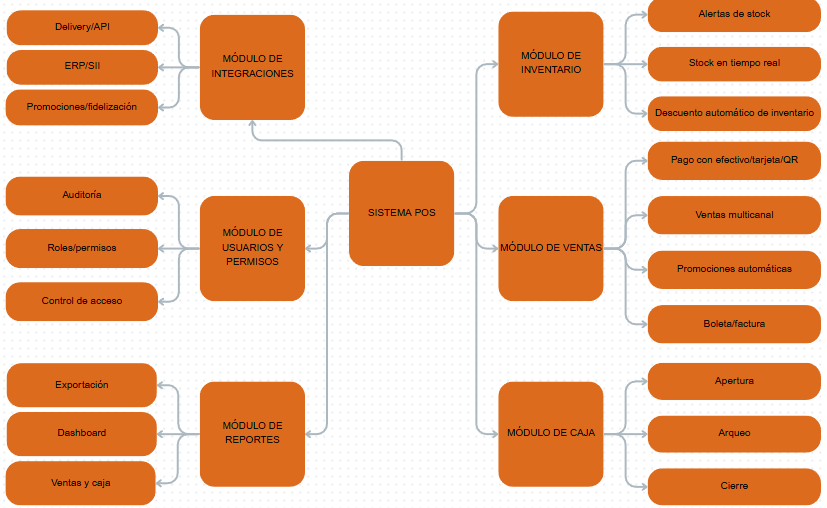 Delivery/API
ERP/SII
Promociones/fidelización
MÓDULO DE
INTEGRACIONES
MÓDULO DE
INVENTARIO
Alertas de stock
Stock en tiempo real
Descuento automático de inventario
SISTEMA POS
Auditoría
Roles/permisos
Control de acceso
MÓDULO DE
USUARIOS Y
PERMISOS
MÓDULO DE VENTAS
Pago con efectivo/tarjeta/QR
Ventas multicanal
Promociones automáticas
Boleta/factura
Exportación
Dashboard
Ventas y caja
MÓDULO DE
REPORTES
MÓDULO DE CAJA
Apertura
Arqueo
Cierre